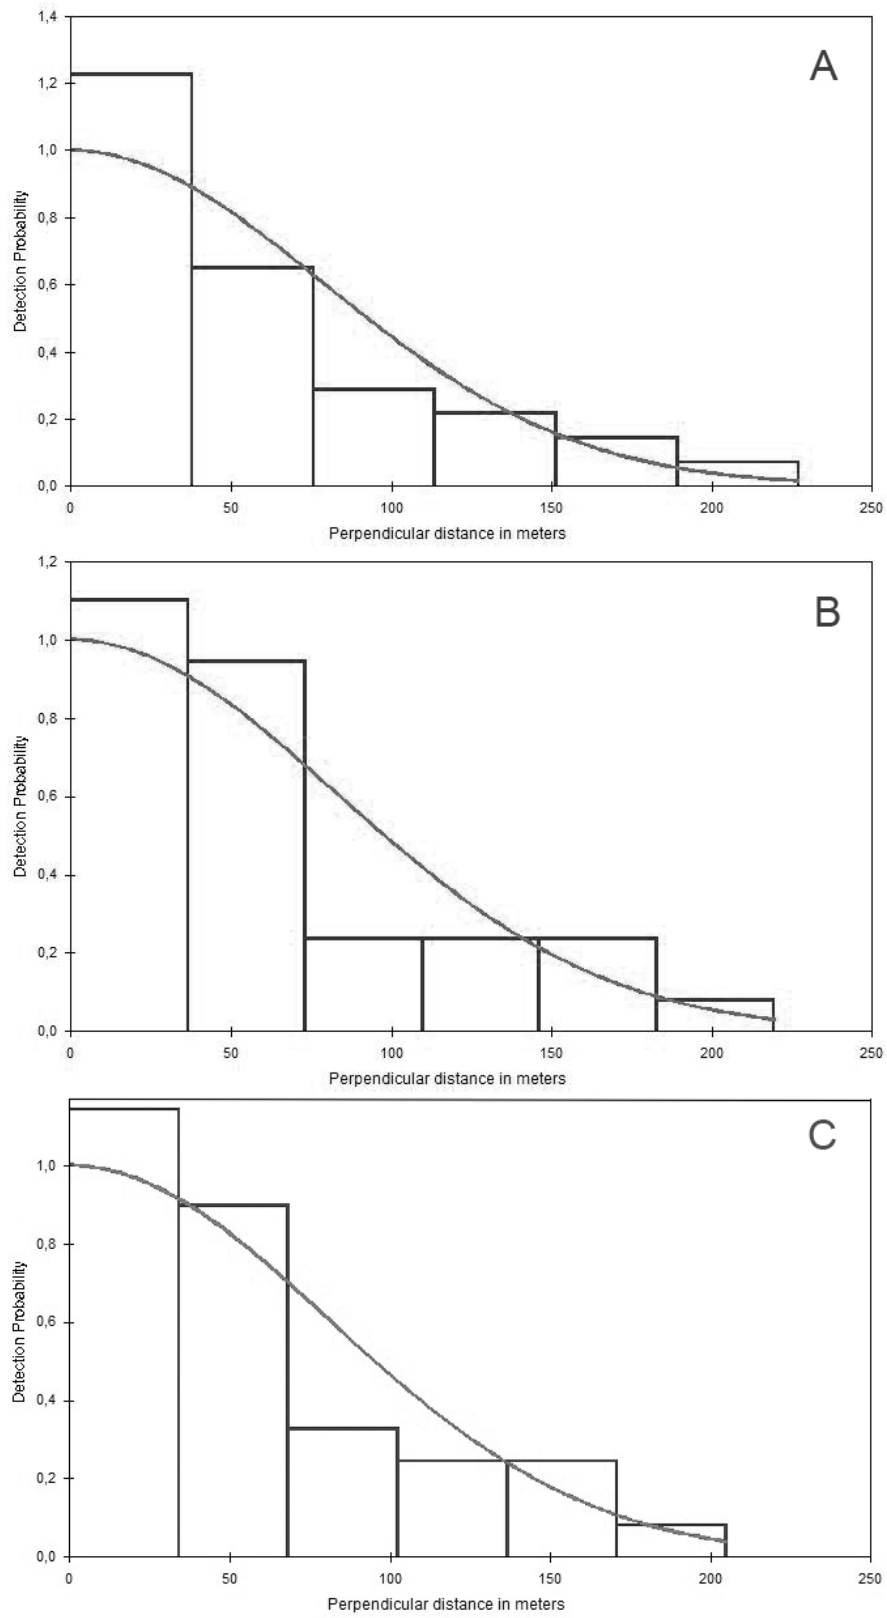 1,4
A
1,2
1,0
0,8
0,6
0,4
0,2
0,0
Detection Probability
0 50 100 150 200 250
Perpendicular distance in meters
1,2
B
1,0
0,8
0,6
0,4
0,2
0,0
Detection Probability
0 50 100 150 200 250
Perpendicular distance in meters
C
1,0
0,8
0,6
0,4
0,2
0,0
Detection Probability
0 50 100 150 200 250
Perpendicular distance in meters